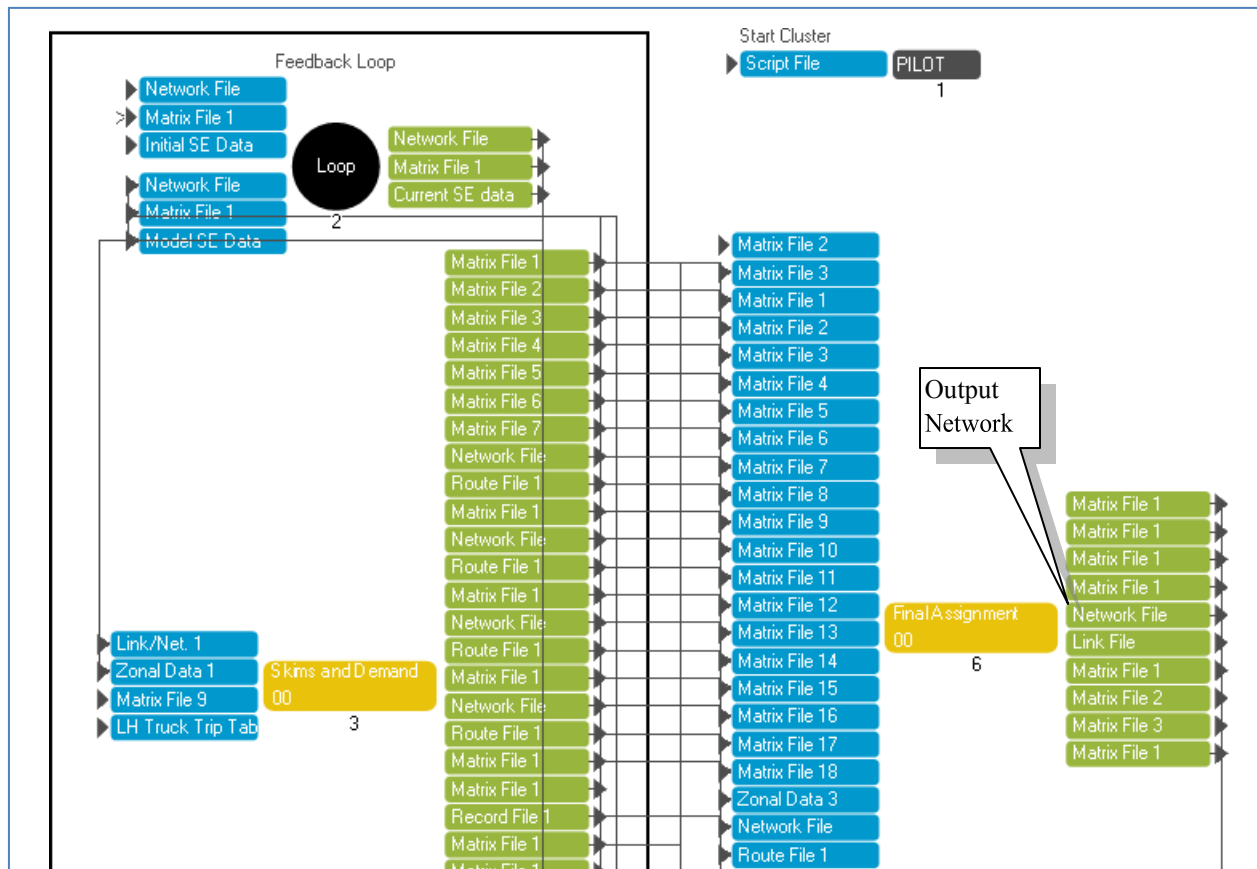 Start Cluster
Script File
PILOT
1
Feedback Loop
Network File
Matrix File 1
Initial SE Data
Network File
Matrix File 1
Model SE Data
Loop
2
Network File
Matrix File 1
Current SE data
Matrix File 1
Matrix File 2
Matrix File 3
Matrix File 4
Matrix File 5
Matrix File 6
Matrix File 7
Network File
Route File 1
Matrix File 1
Network File
Route File 1
Matrix File 1
Network File
Route File 1
Matrix File 1
Network File
Route File 1
Matrix File 1
Matrix File 1
Record File 1
Matrix File 1
Matrix File 1
Link/Net. 1
Zonal Data 1
Matrix File 9
LH Truck Trip Tab
Skims and Demand
00
3
Matrix File 2
Matrix File 3
Matrix File 1
Matrix File 2
Matrix File 3
Matrix File 4
Matrix File 5
Matrix File 6
Matrix File 7
Matrix File 8
Matrix File 9
Matrix File 10
Matrix File 11
Matrix File 12
Matrix File 13
Matrix File 14
Matrix File 15
Matrix File 16
Matrix File 17
Matrix File 18
Zonal Data 3
Network File
Route File 1
Final Assignment
00
6
Output
Network
Matrix File 1
Matrix File 1
Matrix File 1
Matrix File 1
Network File
Link File
Matrix File 1
Matrix File 2
Matrix File 3
Matrix File 1